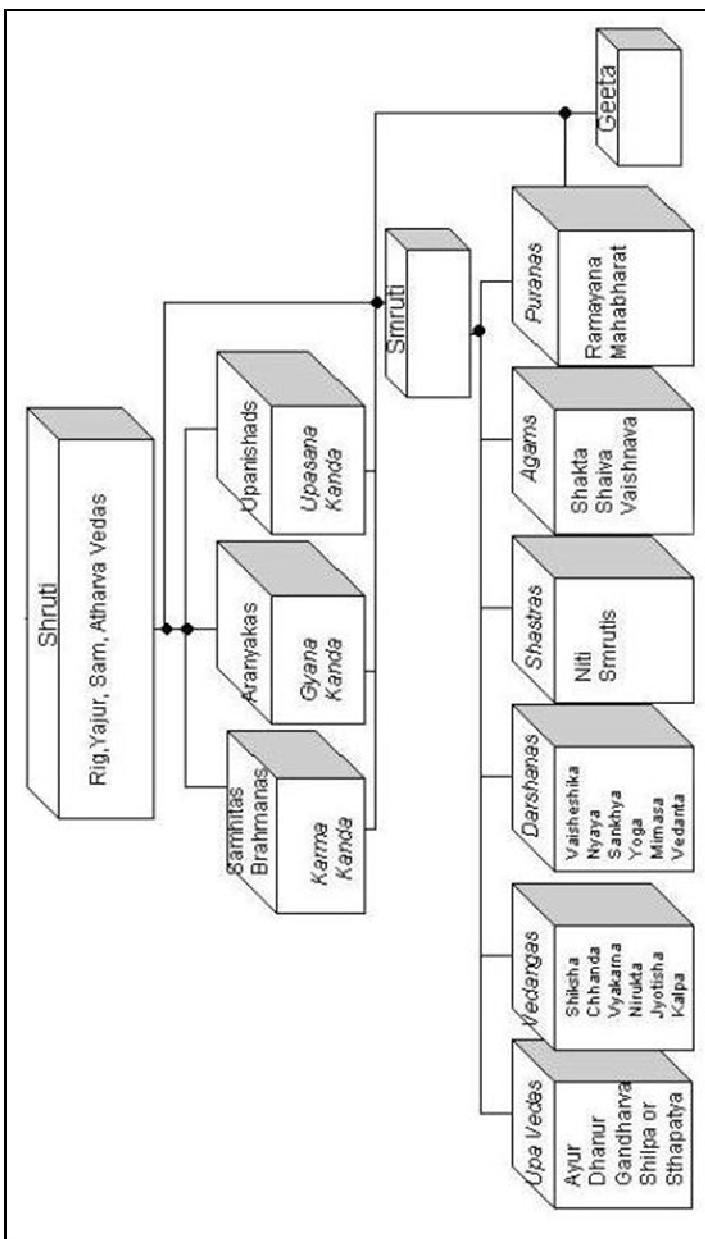 Shruti
Rig,Yajur, Sam, Atharva Vedas
Samhitas
Brahmanas
Karma
Kanda
Aranyakas
Gyana
Kanda
Upanishads
Upasana
Kanda
Smruti
Upa Vedas
Ayur
Dhanur
Gandharva
Shilpa or
Sthapatya
Vedangas
Shiksha
Chhanda
Vyakarna
Nirukta
Jyotisha
Kalpa
Darshanas
Vaisheshika
Nyaya
Sankhya
Yoga
Mimasa
Vedanta
Shastras
Niti
Smrutis
Agams
Shakta
Shaiva
Vaishnava
Puranas
Ramayana
Mahabharat
Geeta